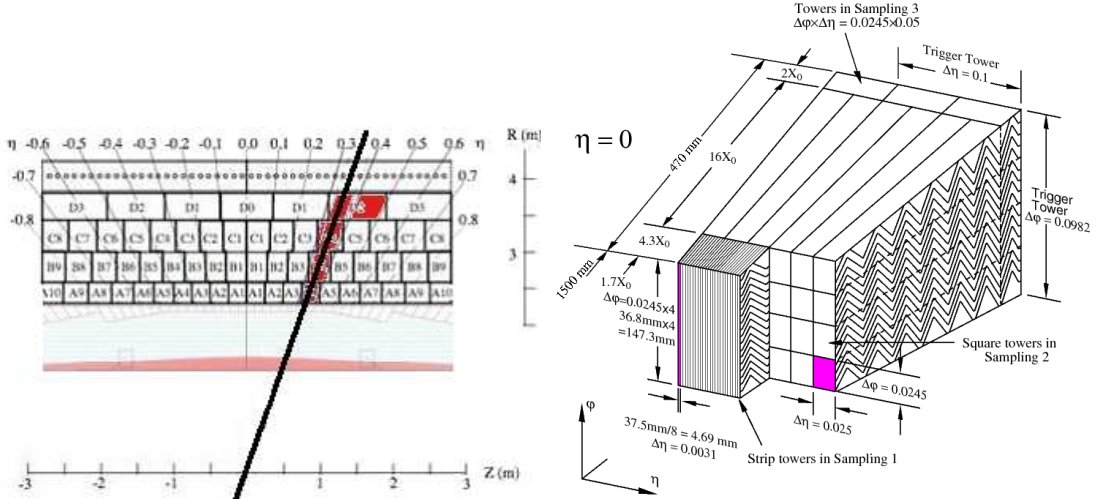 η -0.6 -0.5 -0.4 -0.3 -0.2 -0.1 0.0 0.1 0.2 0.3 0.4 0.5 0.6 η
R (m)
-0.7 0.7
4
D3 D2 D1 D0 D1 D3
-0.8 0.8
C8 C7 C6 C5 C4 C3 C2 C1 C1 C2 C3 C5 C6 C7 C8
B9 B8 B7 B6 B5 B4 B3 B2 B1 B1 B2 B3 B5 B6 B7 B8 B9
3
A10 A9 A8 A7 A6 A5 A4 A3 A2 A1 A1 A2 A3 A5 A6 A7 A8 A9 A10
-3 -2 -1 1 2 Z (m) 3
Towers in Sampling 3
Δφ×Δη = 0.0245×0.05
Trigger Tower
Δη = 0.1
2X0
η=0
470 mm
16X0
Trigger
Tower
Δφ = 0.0982
4.3X0
1500 mm
1.7X0
Δφ=0.0245x4
36.8mmx4
=147.3mm
Square towers in
Sampling 2
Δφ = 0.0245
φ
37.5mm/8 = 4.69 mm
Δη = 0.0031
Δη = 0.025
Strip towers in Sampling 1
η